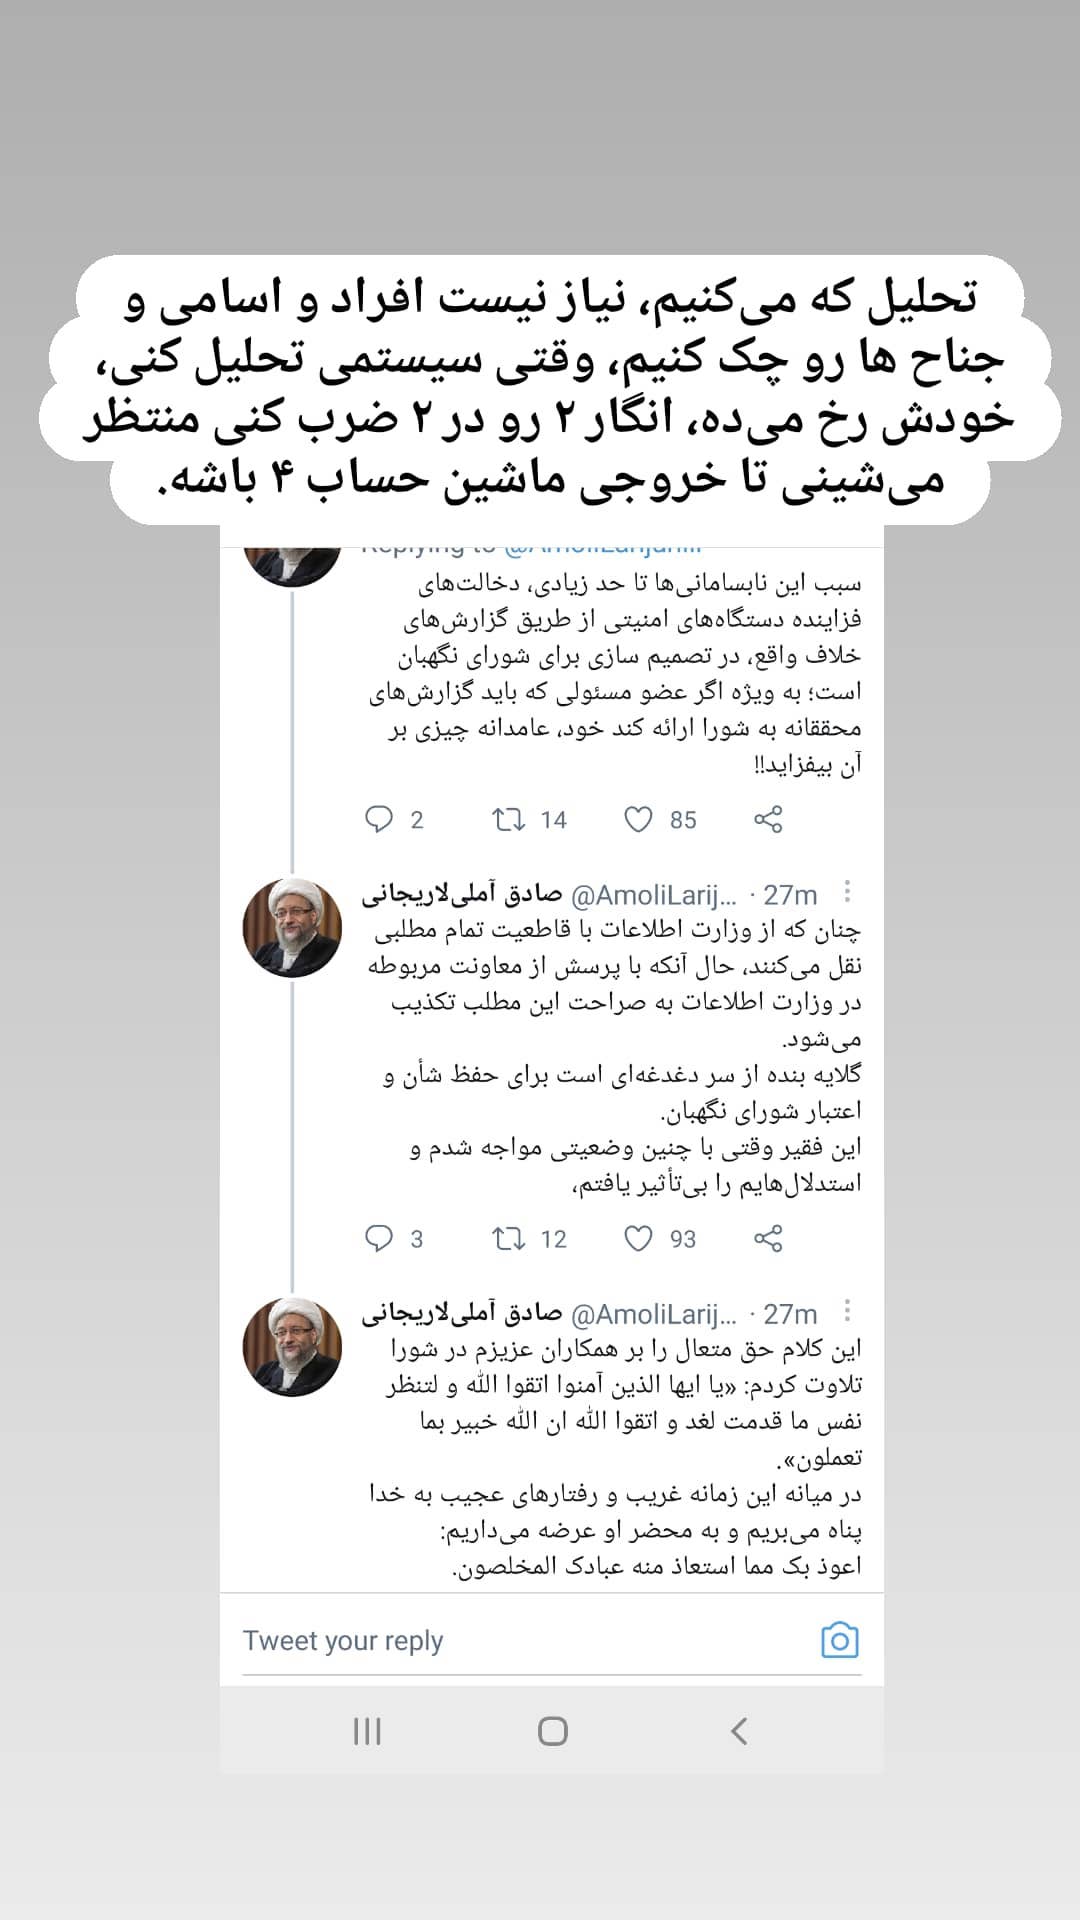 تحلیل که می‌کنیم، نیاز نیست افراد و اسامی و
جناح ها رو چک کنیم، وقتی سیستمی تحلیل کنی،
خودش رخ می‌ده، انگار ۲ رو در ۲ ضرب کنی منتظر
می‌شینی تا خروجی ماشین حساب ۴ باشه.
سبب این نابسامانی‌ها تا حد زیادی، دخالت‌های
فزاینده دستگاه‌های امنیتی از طریق گزارش‌های
خلاف واقع، در تصمیم سازی برای شورای نگهبان
است؛ به ویژه اگر عضو مسئولی که باید گزارش‌های
محققانه به شورا ارائه کند خود، عامدانه چیزی بر
آن بیفزاید!!
2 14 85
صادق آملی‌لاریجانی @AmoliLarij... · 27m
چنان که از وزارت اطلاعات با قاطعیت تمام مطلبی
نقل می‌کنند، حال آنکه با پرسش از معاونت مربوطه
در وزارت اطلاعات به صراحت این مطلب تکذیب
می‌شود.
گلایه بنده از سر دغدغه‌ای است برای حفظ شأن و
اعتبار شورای نگهبان.
این فقیر وقتی با چنین وضعیتی مواجه شدم و
استدلال‌هایم را بی‌تأثیر یافتم،
3 12 93
صادق آملی‌لاریجانی @AmoliLarij... · 27m
این کلام حق متعال را بر همکاران عزیزم در شورا
تلاوت کردم: «یا ایها الذین آمنوا اتقوا الله و لتنظر
نفس ما قدمت لغد و اتقوا الله ان الله خبیر بما
تعملون».
در میانه این زمانه غریب و رفتارهای عجیب به خدا
پناه می‌بریم و به محضر او عرضه می‌داریم:
اعوذ بک مما استعاذ منه عبادک المخلصون.
Tweet your reply